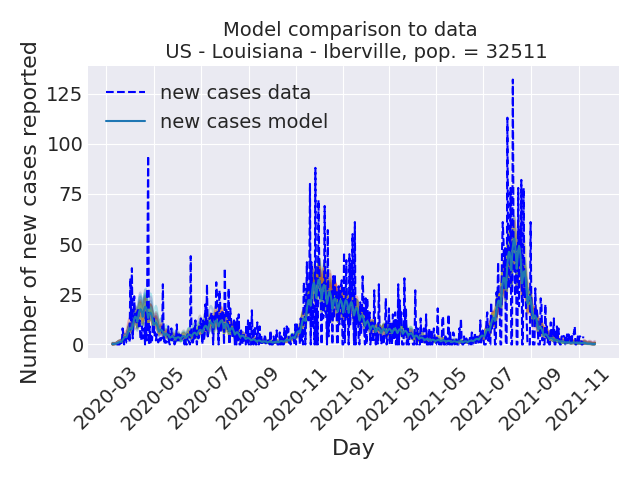 Model comparison to data
US - Louisiana - Iberville, pop. = 32511
Number of new cases reported
125
100
75
50
25
0
new cases data
new cases model
2020-03
2020-05
2020-07
2020-09
2020-11
2021-01
2021-03
2021-05
2021-07
2021-09
2021-11
Day